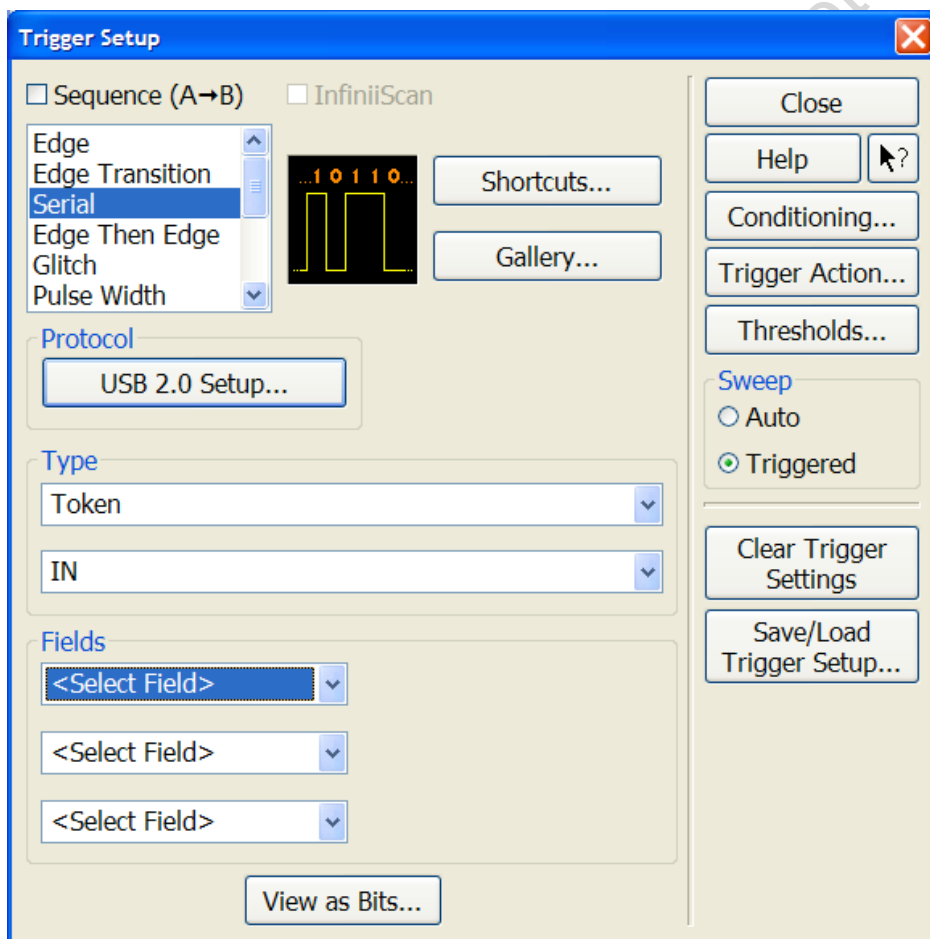 Trigger Setup
Sequence (A→B)
InfiniiScan
Edge
Edge Transition
Serial
Edge Then Edge
Glitch
Pulse Width
...1 0 1 1 0...
Shortcuts...
Gallery...
Protocol
USB 2.0 Setup...
Type
Token
IN
Fields
<Select Field>
<Select Field>
<Select Field>
View as Bits...
Close
Help
?
Conditioning...
Trigger Action...
Thresholds...
Sweep
Auto
Triggered
Clear Trigger
Settings
Save/Load
Trigger Setup...